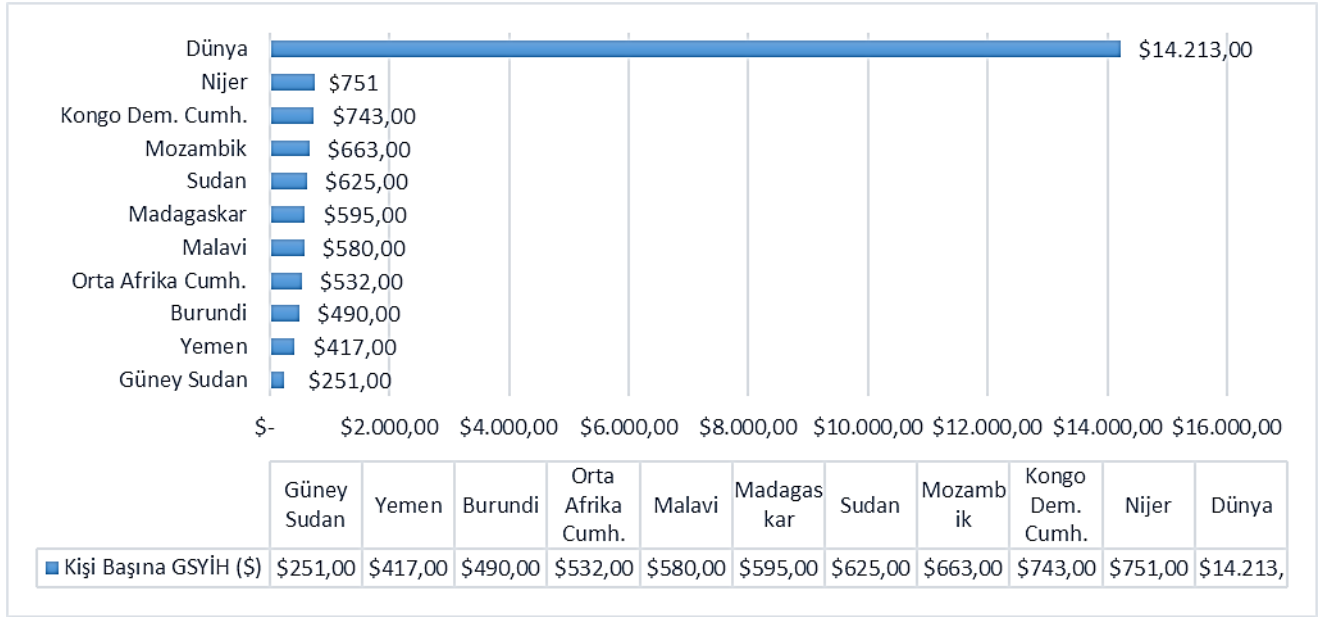 Dünya $14.213,00
Nijer $751
Kongo Dem. Cumh. $743,00
Mozambik $663,00
Sudan $625,00
Madagaskar $595,00
Malavi $580,00
Orta Afrika Cumh. $532,00
Burundi $490,00
Yemen $417,00
Güney Sudan $251,00
$- $2.000,00 $4.000,00 $6.000,00 $8.000,00 $10.000,00 $12.000,00 $14.000,00 $16.000,00
Güney
Sudan
Yemen
Burundi
Orta
Afrika
Cumh.
Malavi
Madagas
kar
Sudan
Mozamb
ik
Kongo
Dem.
Cumh.
Nijer
Dünya
Kişi Başına GSYİH ($) $251,00 $417,00 $490,00 $532,00 $580,00 $595,00 $625,00 $663,00 $743,00 $751,00 $14.213,